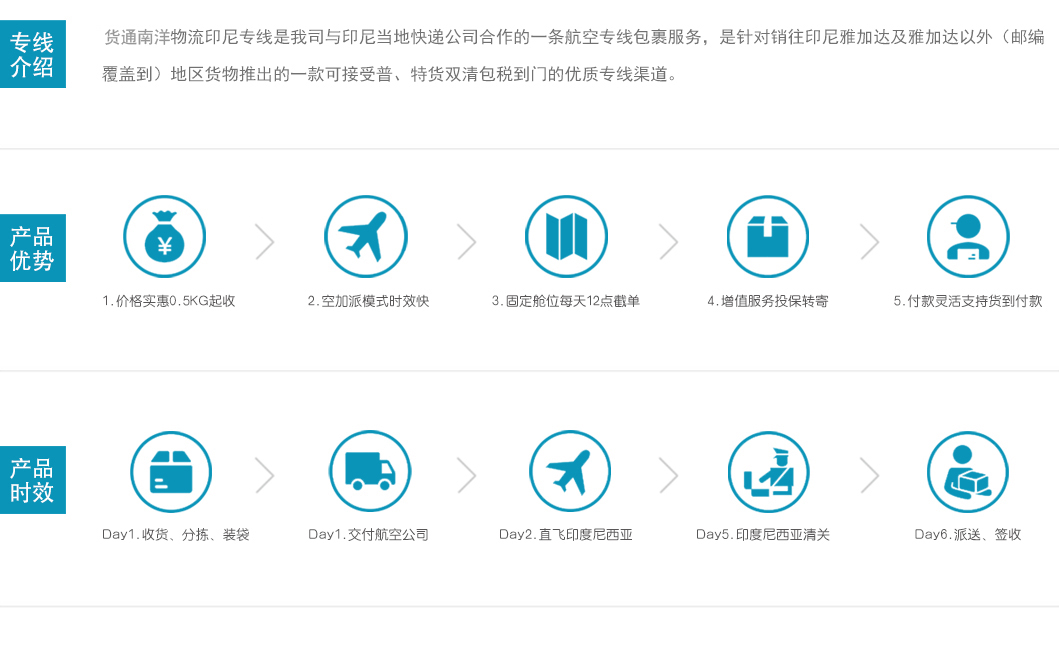 专线
介绍
货通南洋物流印尼专线是我司与印尼当地快递公司合作的一条航空专线包裹服务，是针对销往印尼雅加达及雅加达以外（邮编
覆盖到）地区货物推出的一款可接受普、特货双清包税到门的优质专线渠道。
产品
优势
¥
1.价格实惠0.5KG起收
2.空加派模式时效快
3.固定舱位每天12点截单
4.增值服务投保转寄
5.付款灵活支持货到付款
产品
时效
Day1.收货、分拣、装袋
Day1.交付航空公司
Day2.直飞印度尼西亚
Day5.印度尼西亚清关
Day6.派送、签收